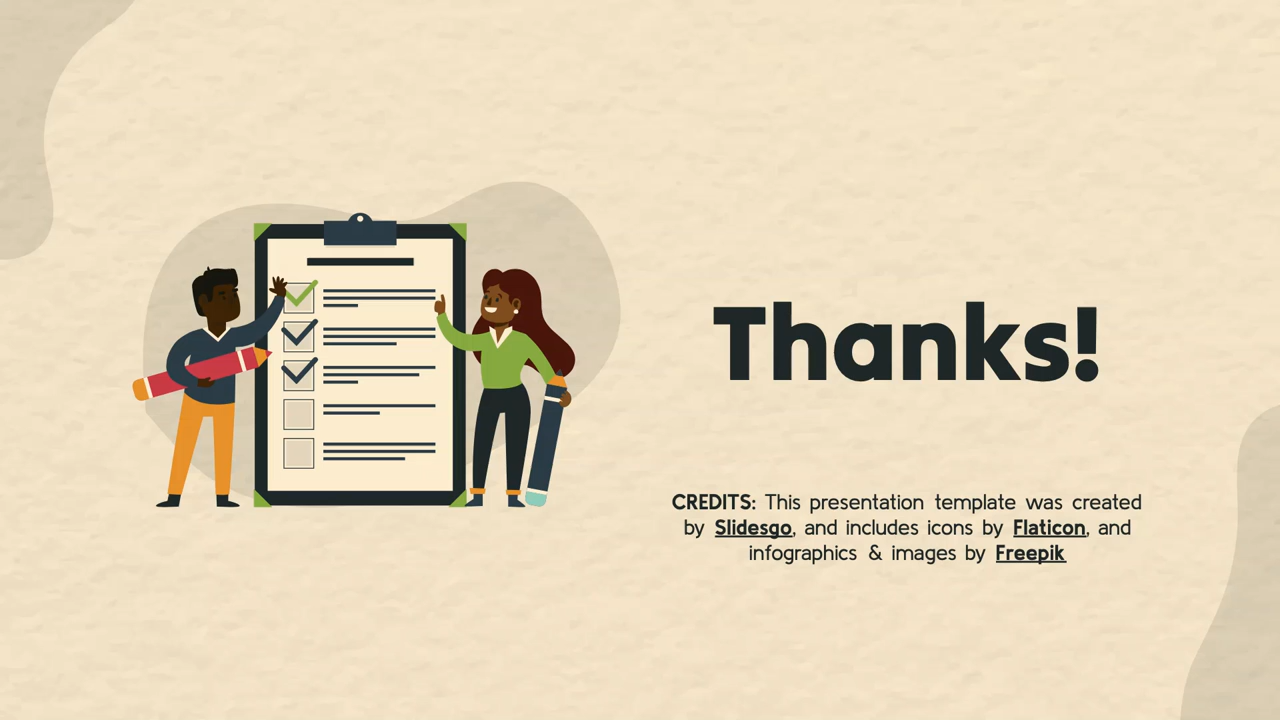 Thanks!
CREDITS: This presentation template was created
by Slidesgo, and includes icons by Flaticon, and
infographics & images by Freepik